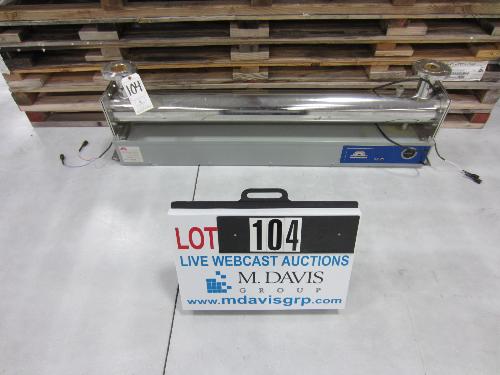 104
LOT 104
LIVE WEBCAST AUCTIONS
M. DAVIS
GROUP
www.mdavisgrp.com